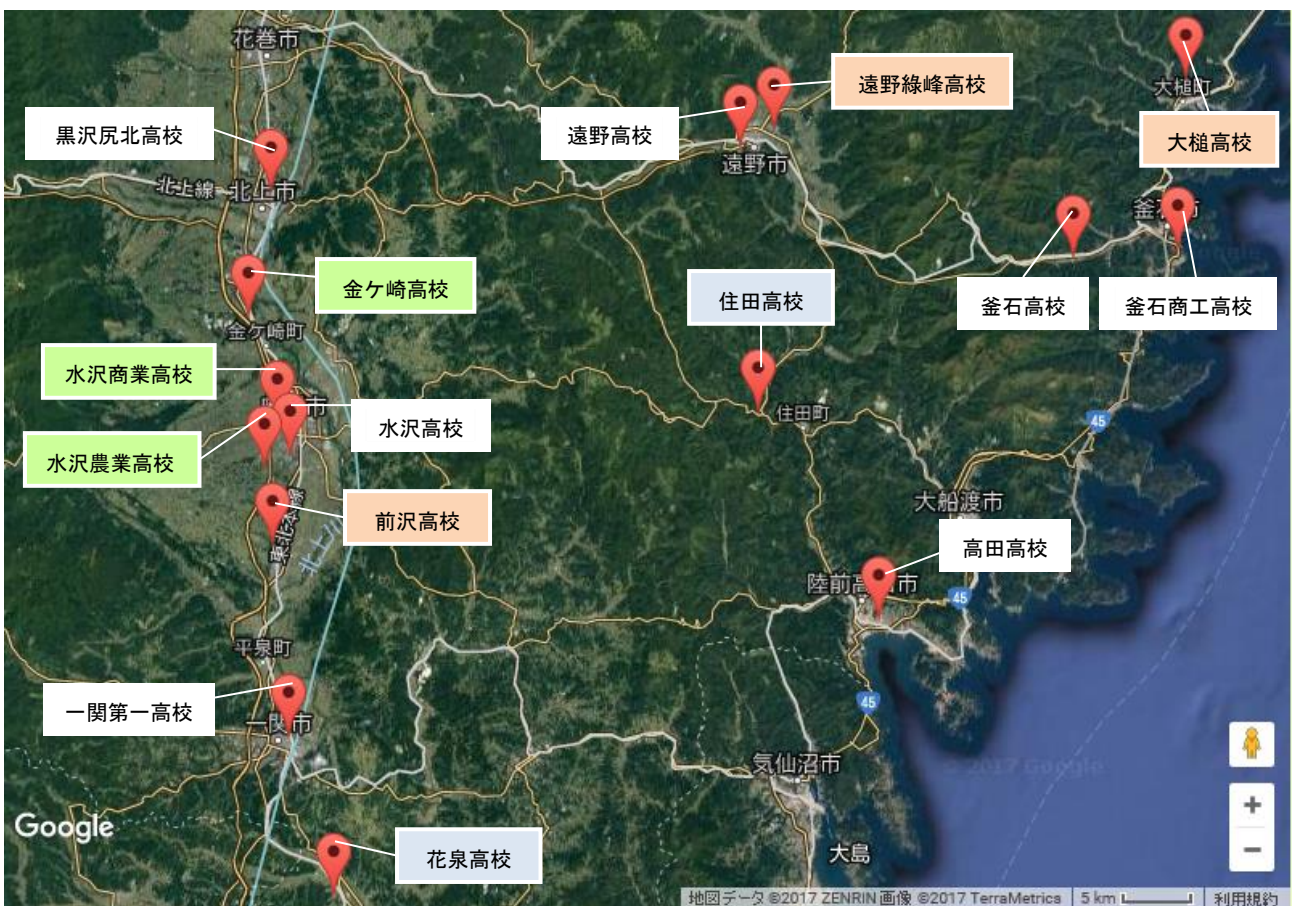 花巻市
大槌町
遠野綠峰高校
黒沢尻北高校
遠野高校
大槌高校
遠野市
北上線
北上市
金ケ崎高校
住田高校
釜石高校
釜石商工高校
金ケ崎町
水沢商業高校
市
水沢高校
住田町
45
水沢農業高校
前沢高校
大船渡市
東北本線
北上川
高田高校
陸前高田市
45
平泉町
一関第一高校
45
一関市
気仙沼市
© 2017 Google
Google
花泉高校
大島
地図データ ©2017 ZENRIN 画像 ©2017 TerraMetrics
5 km
利用規約